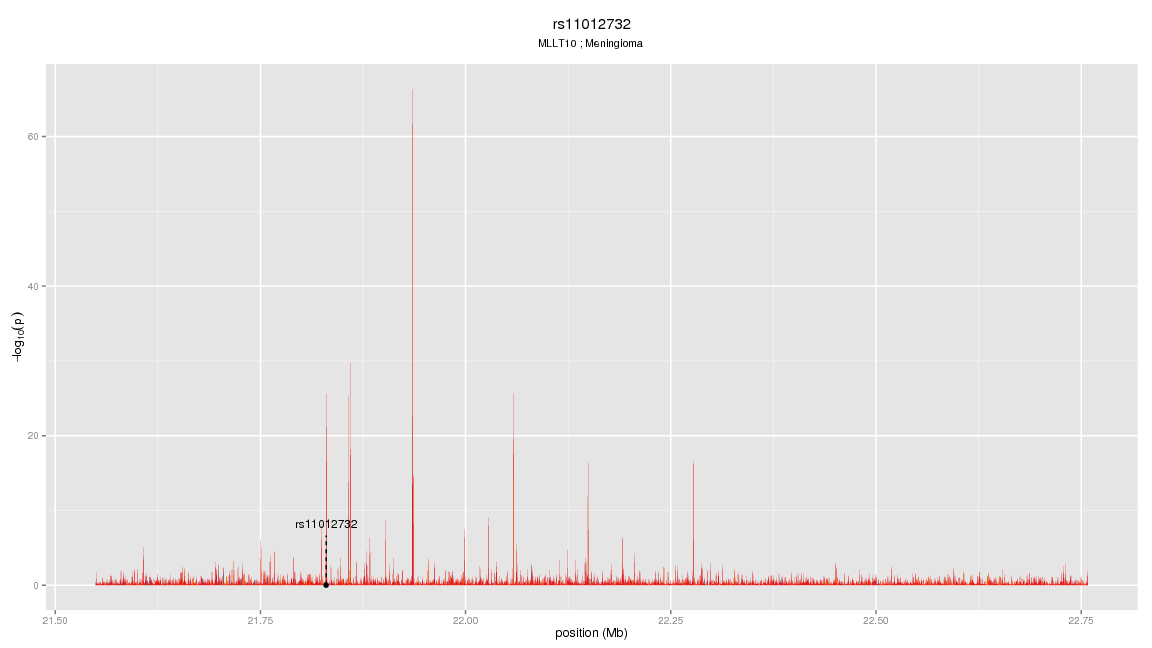 rs11012732
MLLT10 ; Meningioma
60
40
20
0
−log10(p)
rs11012732
21.50 21.75 22.00 22.25 22.50 22.75
position (Mb)